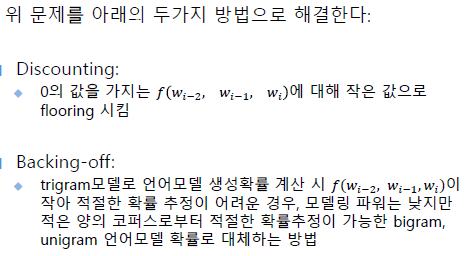 위 문제를 아래의 두가지 방법으로 해결한다:
Discounting:
0의 값을 가지는 f(w_{i-2}, w_{i-1}, w_i)에 대해 작은 값으로
flooring 시킴
Backing-off:
trigram모델로 언어모델 생성확률 계산 시 f(w_{i-2}, w_{i-1},w_i)이
작아 적절한 확률 추정이 어려운 경우, 모델링 파워는 낮지만
적은 양의 코퍼스로부터 적절한 확률추정이 가능한 bigram,
unigram 언어모델 확률로 대체하는 방법